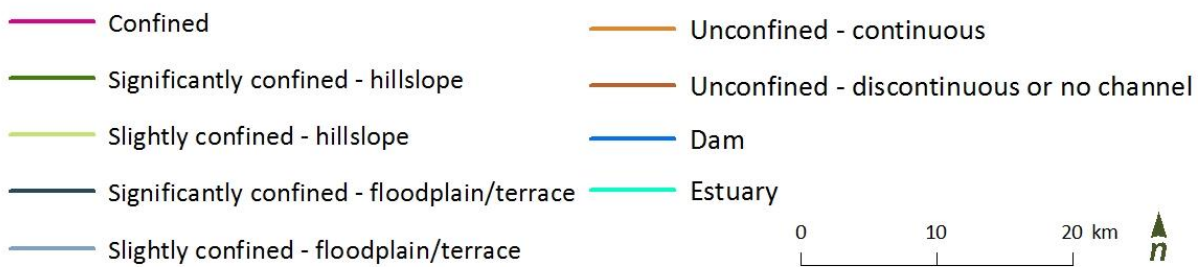 Confined
Significantly confined - hillslope
Slightly confined - hillslope
Significantly confined - floodplain/terrace
Slightly confined - floodplain/terrace
Unconfined - continuous
Unconfined - discontinuous or no channel
Dam
Estuary
0 10 20 km
n